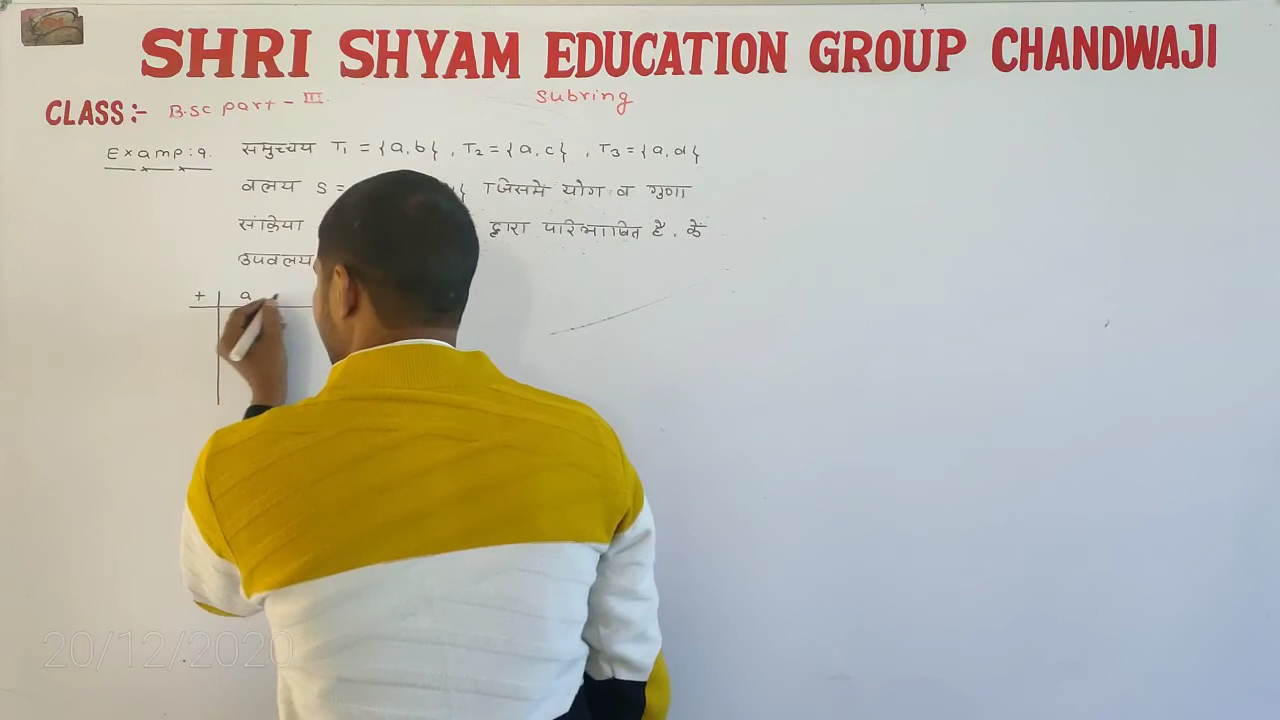 SHRI SHYAM EDUCATION GROUP CHANDWAJI
CLASS:- B.SC part - III
Subring
Examp:9. समुच्चय T₁ = {a,b}, T₂ = {a,c}, T₃ = {a,d}
वलय S = } जिसमें योग व गुणा
द्वारा परिभाषित है, के
उपवलय
+ a
20/12/2020